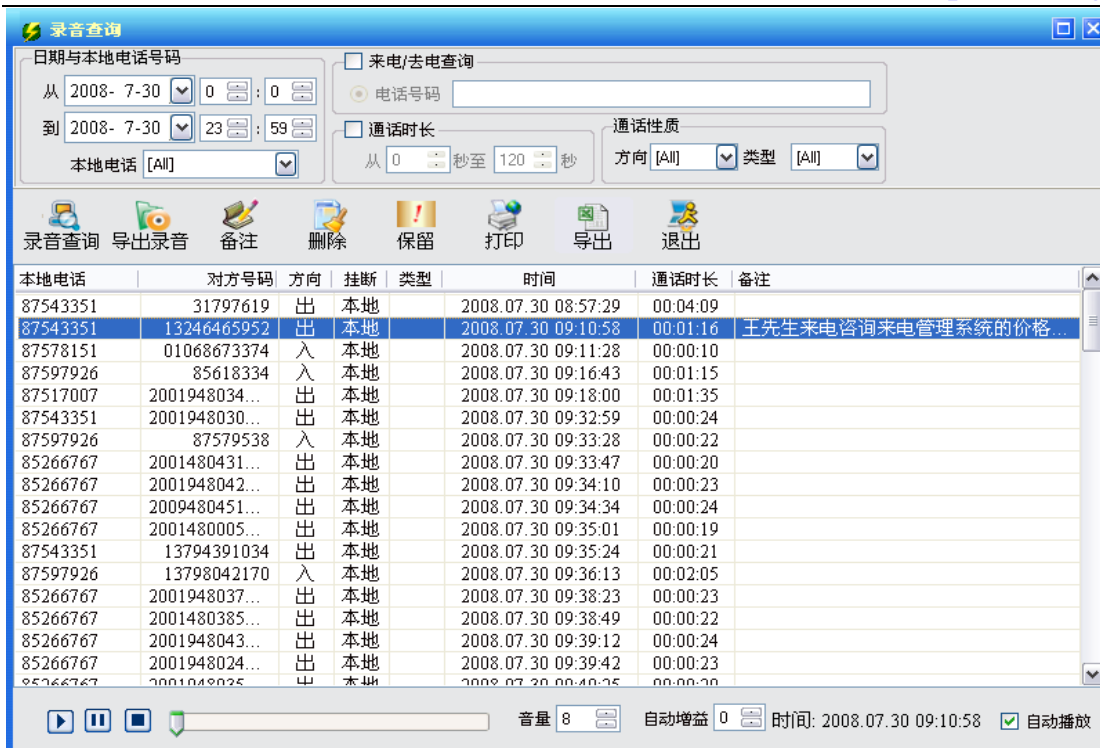 录音查询
日期与本地电话号码
从 2008- 7-30 0 : 0
到 2008- 7-30 23 : 59
本地电话 [All]
来电/去电查询
电话号码
通话时长
从 0 秒至 120 秒
通话性质
方向 [All] 类型 [All]
录音查询 导出录音 备注 删除 保留 打印 导出 退出
本地电话 对方号码 方向 挂断 类型 时间 通话时长 备注
87543351 31797619 出 本地 2008.07.30 08:57:29 00:04:09
87543351 13246465952 出 本地 2008.07.30 09:10:58 00:01:16 王先生来电咨询来电管理系统的价格...
87578151 01068673374 入 本地 2008.07.30 09:11:28 00:00:10
87597926 85618334 入 本地 2008.07.30 09:16:43 00:01:15
87517007 2001948034... 出 本地 2008.07.30 09:18:00 00:01:35
87543351 2001948030... 出 本地 2008.07.30 09:32:59 00:00:24
87597926 87579538 入 本地 2008.07.30 09:33:28 00:00:22
85266767 2001480431... 出 本地 2008.07.30 09:33:47 00:00:20
85266767 2001948042... 出 本地 2008.07.30 09:34:10 00:00:23
85266767 2009480451... 出 本地 2008.07.30 09:34:34 00:00:24
85266767 2001480005... 出 本地 2008.07.30 09:35:01 00:00:19
87543351 13794391034 出 本地 2008.07.30 09:35:24 00:00:21
87597926 13798042170 入 本地 2008.07.30 09:36:13 00:02:05
85266767 2001948037... 出 本地 2008.07.30 09:38:23 00:00:23
85266767 2001480385... 出 本地 2008.07.30 09:38:49 00:00:22
85266767 2001948043... 出 本地 2008.07.30 09:39:12 00:00:24
85266767 2001948024... 出 本地 2008.07.30 09:39:42 00:00:23
音量 8 自动增益 0 时间: 2008.07.30 09:10:58 自动播放